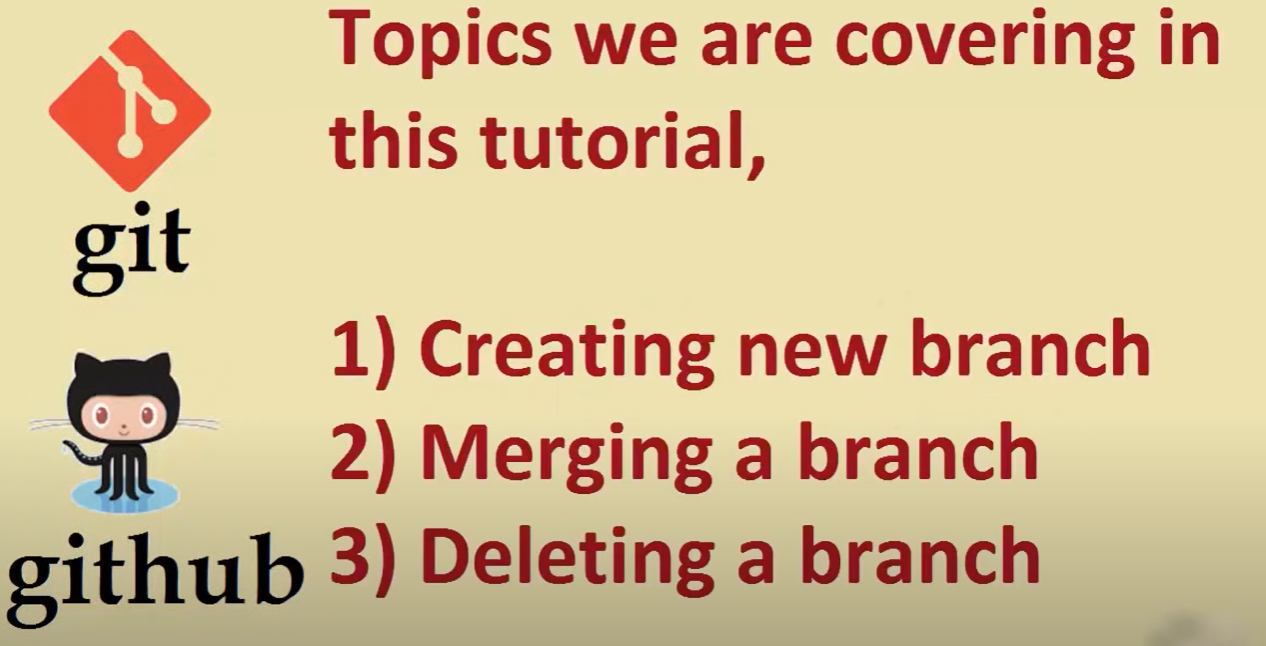 Topics we are covering in
this tutorial,
git
1) Creating new branch
2) Merging a branch
3) Deleting a branch
github